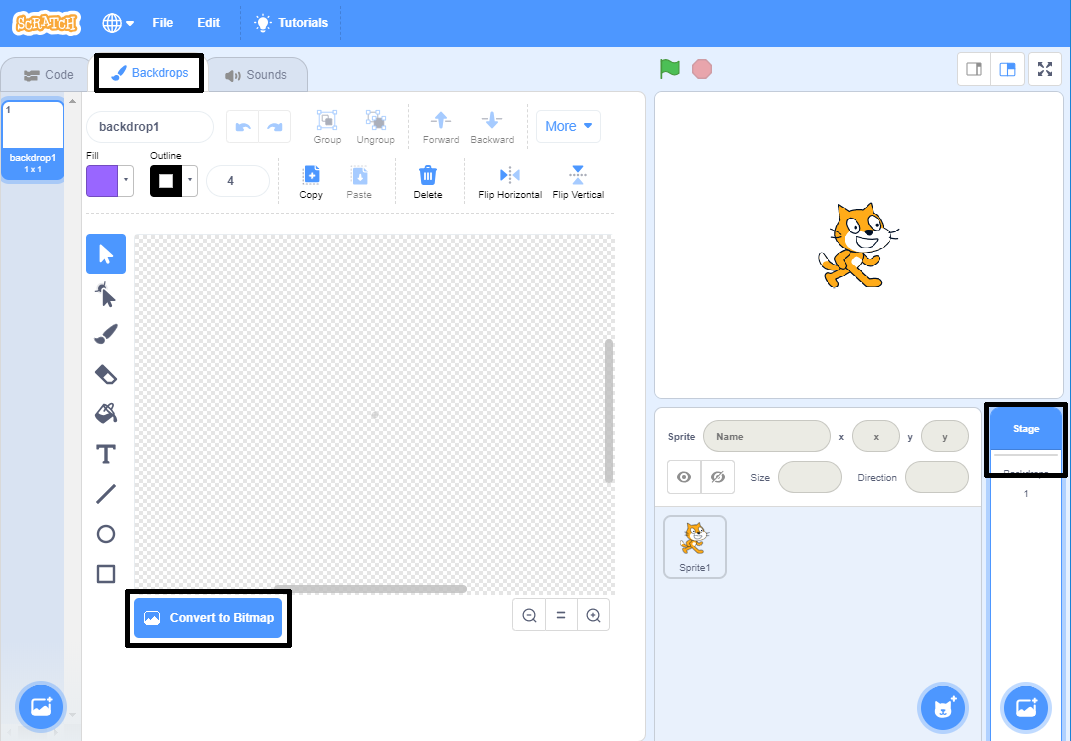 SCRATCH File Edit Tutorials
Code Backdrops Sounds
1
backdrop1
1 x 1
backdrop1
Group Ungroup Forward Backward More
Fill Outline
4
Copy Paste Delete Flip Horizontal Flip Vertical
T
Convert to Bitmap
Sprite Name x x y y
Size Direction
Sprite1
Stage
Backdrops
1